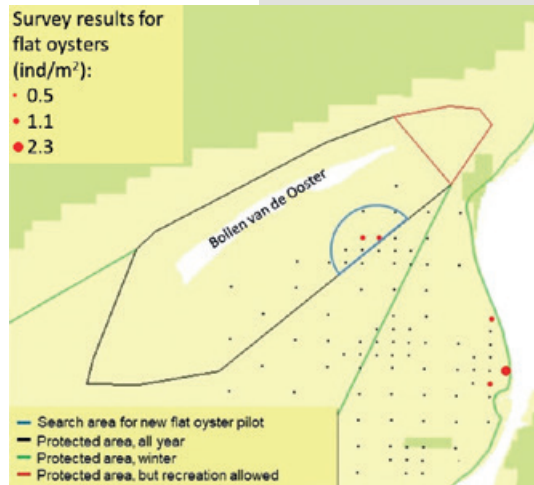 Survey results for
flat oysters
(ind/m²):
0.5
1.1
2.3
Bollen van de Ooster
Search area for new flat oyster pilot
Protected area, all year
Protected area, winter
Protected area, but recreation allowed